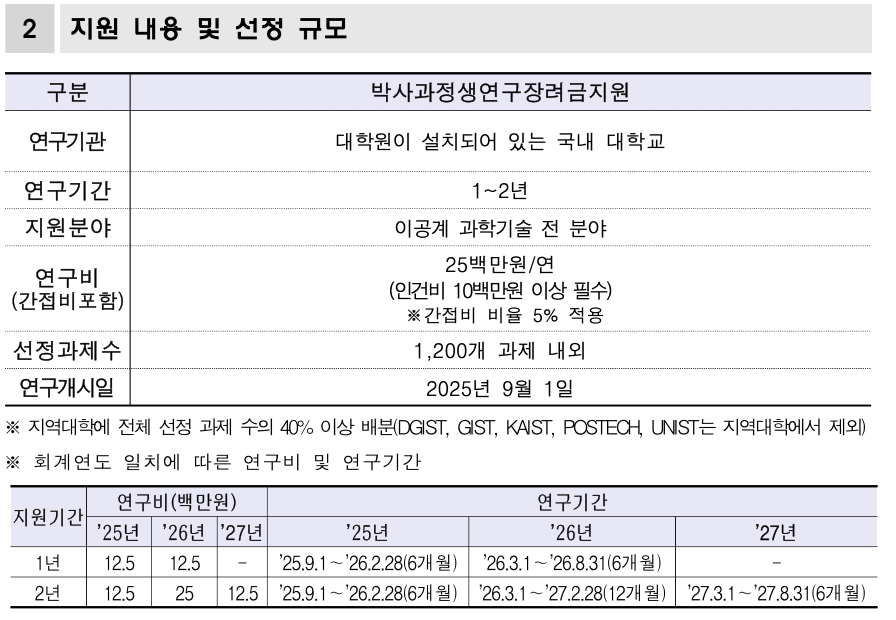 2 지원 내용 및 선정 규모
구분 박사과정생연구장려금지원
연구기관 대학원이 설치되어 있는 국내 대학교
연구기간 1~2년
지원분야 이공계 과학기술 전 분야
연구비
(간접비포함)
25백만원/연
(인건비 10백만원 이상 필수)
※간접비 비율 5% 적용
선정과제수 1,200개 과제 내외
연구개시일 2025년 9월 1일
※ 지역대학에 전체 선정 과제 수의 40% 이상 배분(DGIST, GIST, KAIST, POSTECH, UNIST는 지역대학에서 제외)
※ 회계연도 일치에 따른 연구비 및 연구기간
지원기간 연구비(백만원) 연구기간
'25년 '26년 '27년 '25년 '26년 '27년
1년 12.5 12.5 - '25.9.1~'26.2.28(6개월) '26.3.1~'26.8.31(6개월) -
2년 12.5 25 12.5 '25.9.1~'26.2.28(6개월) '26.3.1~'27.2.28(12개월) '27.3.1~'27.8.31(6개월)